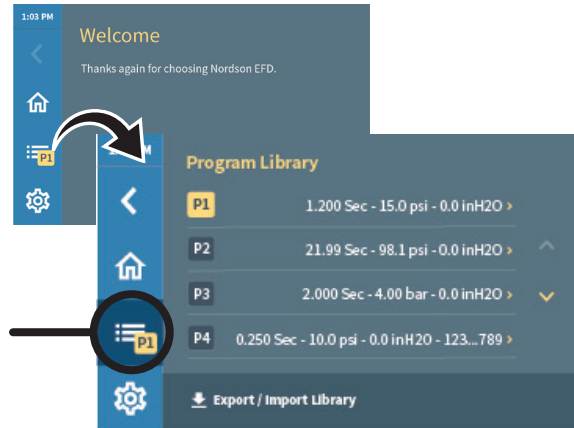 1:03 PM
Welcome
Thanks again for choosing Nordson EFD.
P1
M
Program Library
P1
1.200 Sec - 15.0 psi - 0.0 inH2O >
P2
21.99 Sec - 98.1 psi - 0.0 inH2O >
P3
2.000 Sec - 4.00 bar - 0.0 inH2O >
P1
P4
0.250 Sec - 10.0 psi - 0.0 inH2O - 123...789 >
Export / Import Library